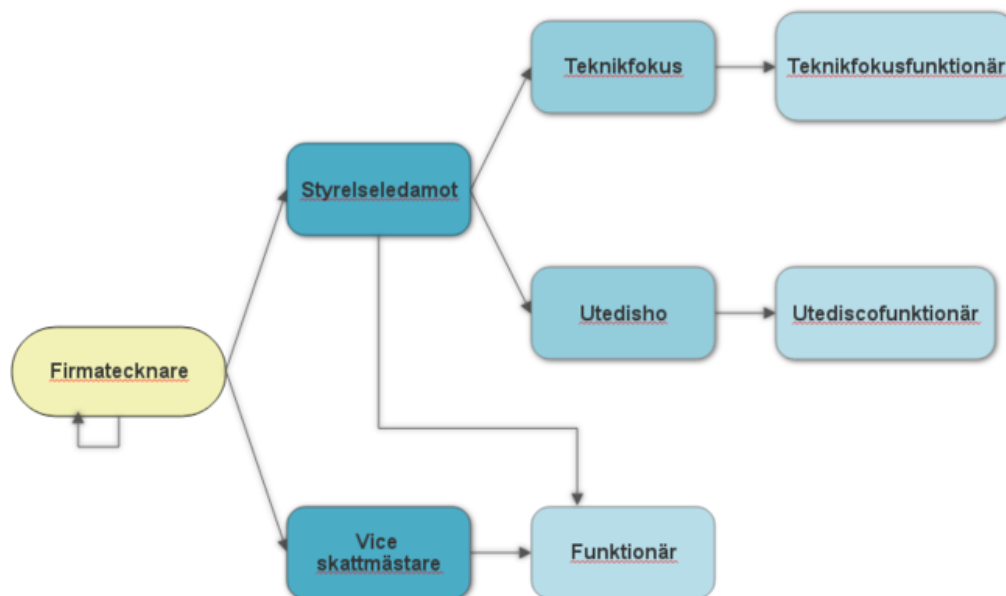 Teknikfokus
Teknikfokusfunktionär
Styrelseledamot
Utedisho
Utediscofunktionär
Firmatecknare
Vice
skattmästare
Funktionär